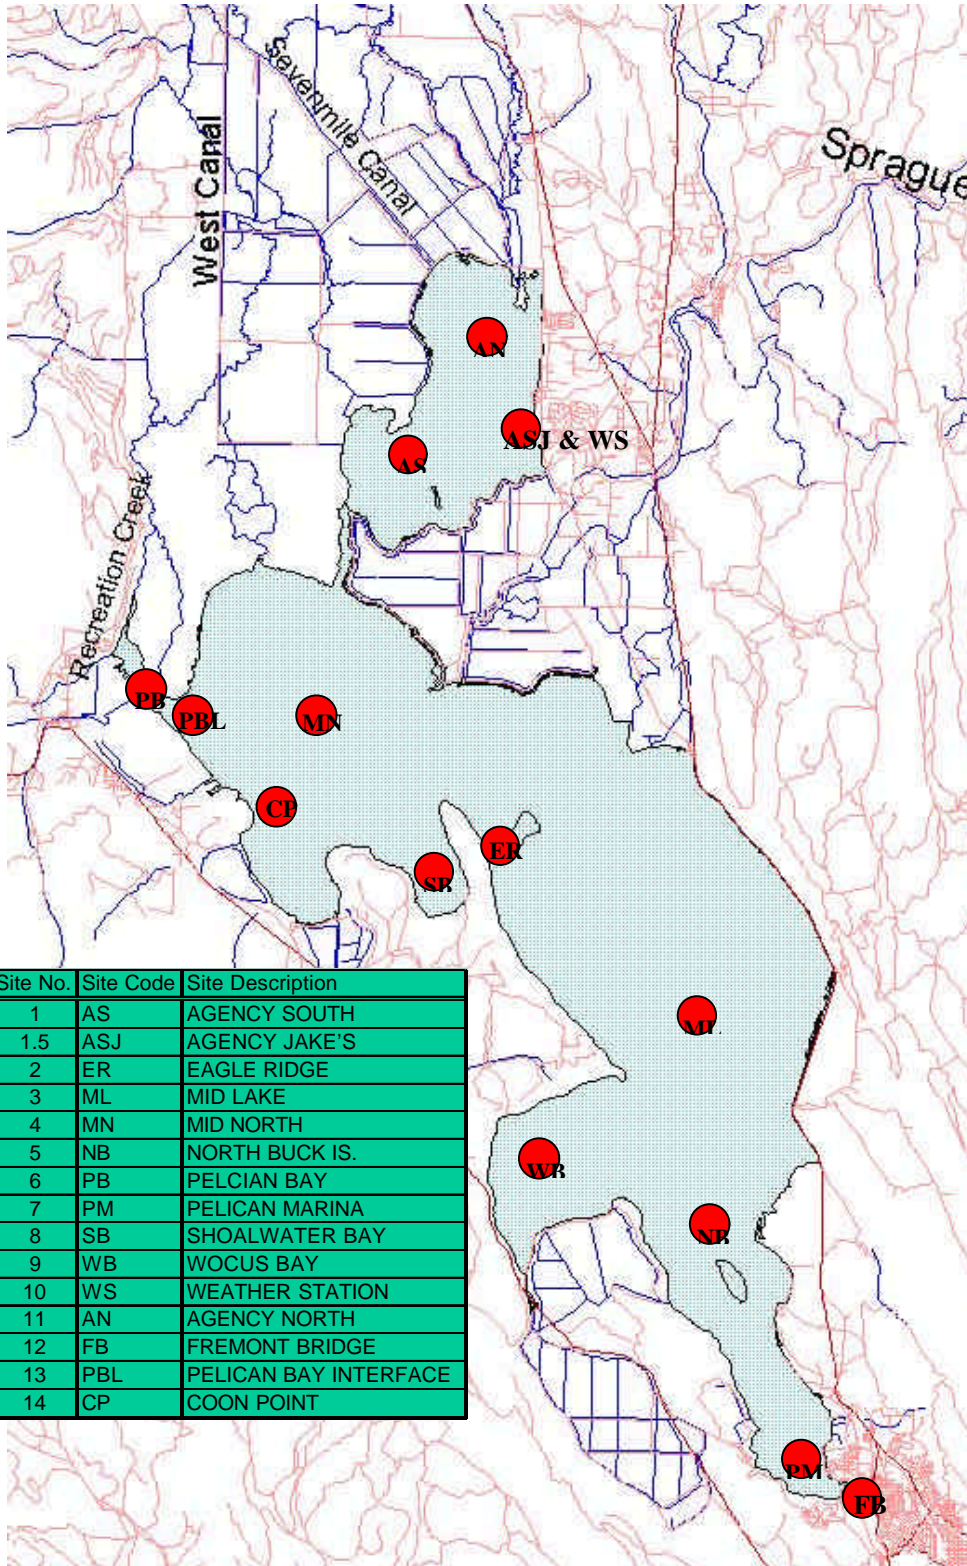 Sevenmile Canal
West Canal
Sprague
AN
ASJ & WS
AS
Recreation Creek
PB
PBL
MN
CP
ER
SB
ML
WB
NB
PM
FB
Site No. Site Code Site Description
1 AS AGENCY SOUTH
1.5 ASJ AGENCY JAKE'S
2 ER EAGLE RIDGE
3 ML MID LAKE
4 MN MID NORTH
5 NB NORTH BUCK IS.
6 PB PELCIAN BAY
7 PM PELICAN MARINA
8 SB SHOALWATER BAY
9 WB WOCUS BAY
10 WS WEATHER STATION
11 AN AGENCY NORTH
12 FB FREMONT BRIDGE
13 PBL PELICAN BAY INTERFACE
14 CP COON POINT